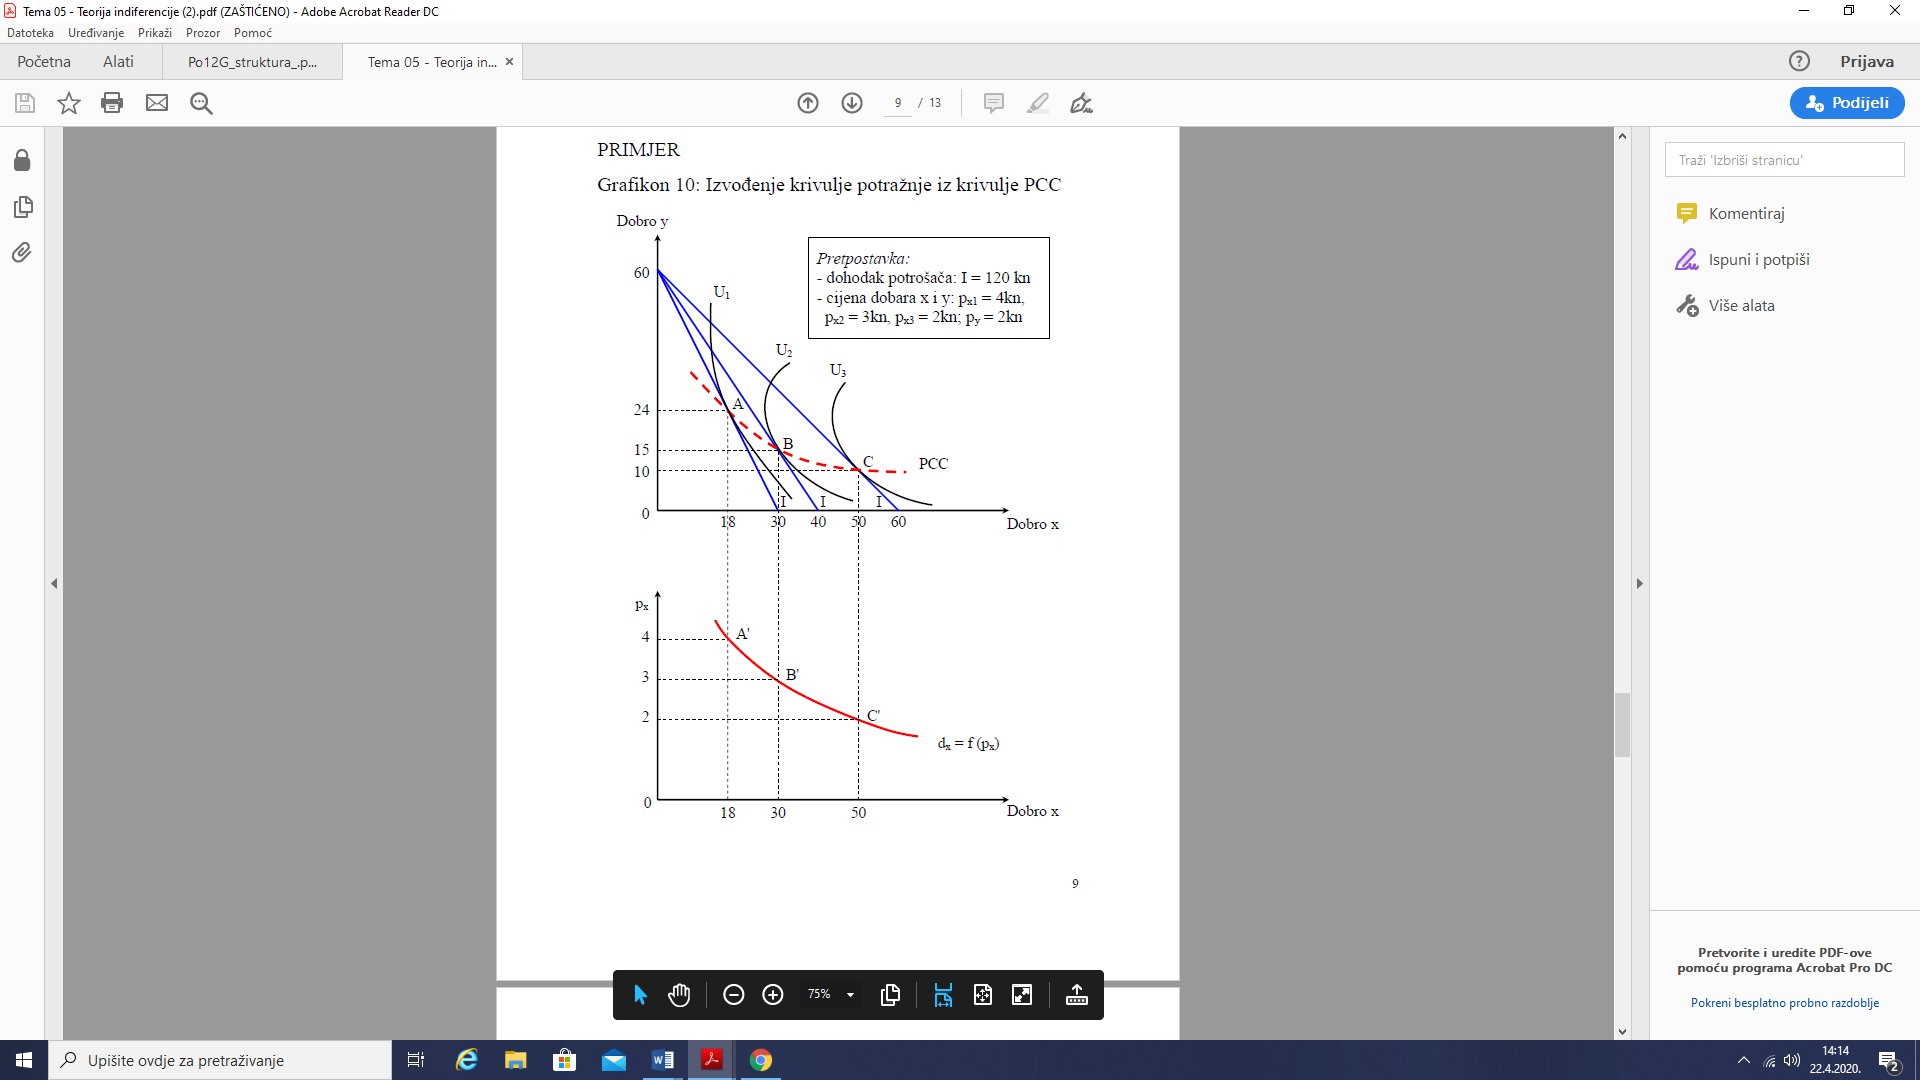 Tema 05 - Teorija indiferencije (2).pdf (ZAŠTIĆENO) - Adobe Acrobat Reader DC
Datoteka Uređivanje Prikaži Prozor Pomoć
Početna Alati Po12G_struktura_.p... Tema 05 - Teorija in... × Prijava
9 / 13 Podijeli
PRIMJER
Grafikon 10: Izvođenje krivulje potražnje iz krivulje PCC
Dobro y
Pretpostavka:
- dohodak potrošača: I = 120 kn
- cijena dobara x i y: px1 = 4kn,
px2 = 3kn, px3 = 2kn; py = 2kn
60
U1
U2
U3
24 A
15 B
10 C PCC
I I I
0
18 30 40 50 60 Dobro x
px
4 A'
3 B'
2 C'
dx = f (px)
0
18 30 50 Dobro x
9
Traži 'Izbriši stranicu'
Komentiraj
Ispuni i potpiši
Više alata
Pretvorite i uredite PDF-ove
pomoću programa Acrobat Pro DC
Pokreni besplatno probno razdoblje
75%
Upišite ovdje za pretraživanje
14:14
22.4.2020.
2